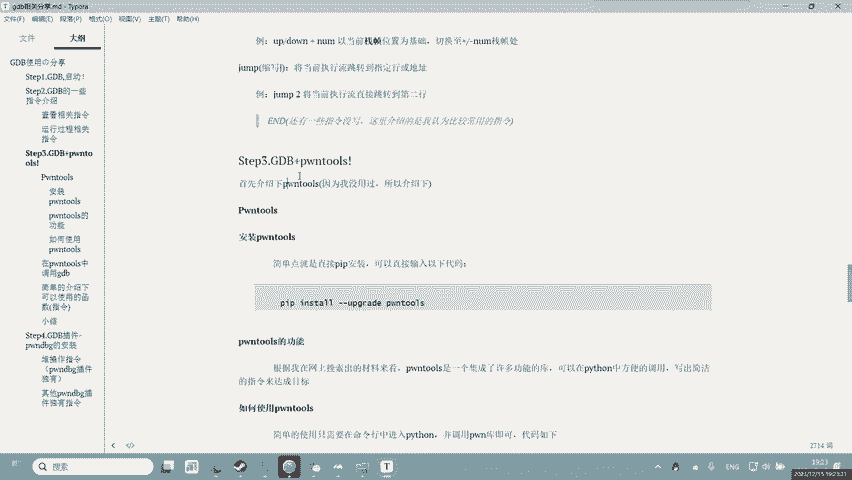 gdb相关分享.md - Typora
文件(F) 编辑(E) 段落(P) 格式(O) 视图(V) 主题(T) 帮助(H)
文件 大纲
GDB使用の分享
Step1.GDB,启动!
Step2.GDB的一些
指令介绍
查看相关指令
运行过程相关
指令
Step3.GDB+pwnto
ols!
Pwntools
安装
pwntools
pwntools的
功能
如何使用
pwntools
在pwntools中
调用gdb
简单的介绍下
可以使用的函
数(指令)
小结
Step4.GDB插件-
pwndbg的安装
堆操作指令
(pwndbg插件
独有)
其他pwndbg插
件独有指令
例：up/down + num 以当前栈帧位置为基础，切换至+/-num栈帧处
jump(缩写j)：将当前执行流跳转到指定行或地址
例：jump 2 将当前执行流直接跳转到第二行
END(还有一些指令没写，这里介绍的是我认为比较常用的指令)
Step3.GDB+pwntools!
首先介绍下pwntools(因为我没用过，所以介绍下)
Pwntools
安装pwntools
简单点就是直接pip安装，可以直接输入以下代码：
pip install --upgrade pwntools
pwntools的功能
根据我在网上搜索出的材料来看，pwntools是一个集成了许多功能的库，可以在python中方便的调用，写出简洁
的指令来达成目标
如何使用pwntools
简单的使用只需要在命令行中进入python，并调用pwn库即可，代码如下
2714 词
搜索
ENG
19:23
2023/12/15 19:23:21